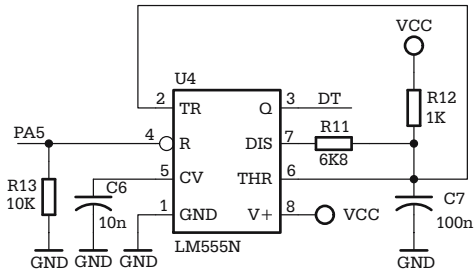 VCC
U4
2 TR
Q 3 DT
R12
1K
PA5
4 R
DIS 7
R11
6K8
R13
10K
C6
10n
5 CV
THR 6
C7
100n
1 GND
V+ 8 VCC
LM555N
GND GND GND GND